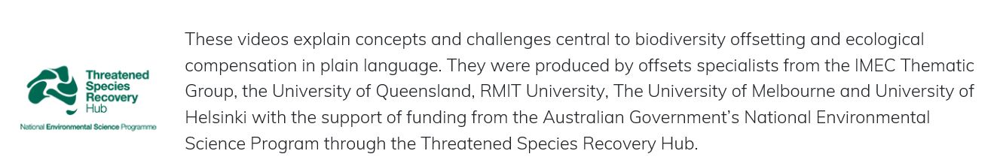 These videos explain concepts and challenges central to biodiversity offsetting and ecological
compensation in plain language. They were produced by offsets specialists from the IMEC Thematic
Group, the University of Queensland, RMIT University, The University of Melbourne and University of
Helsinki with the support of funding from the Australian Government’s National Environmental
Science Program through the Threatened Species Recovery Hub.
Threatened
Species
Recovery
Hub
National Environmental Science Programme